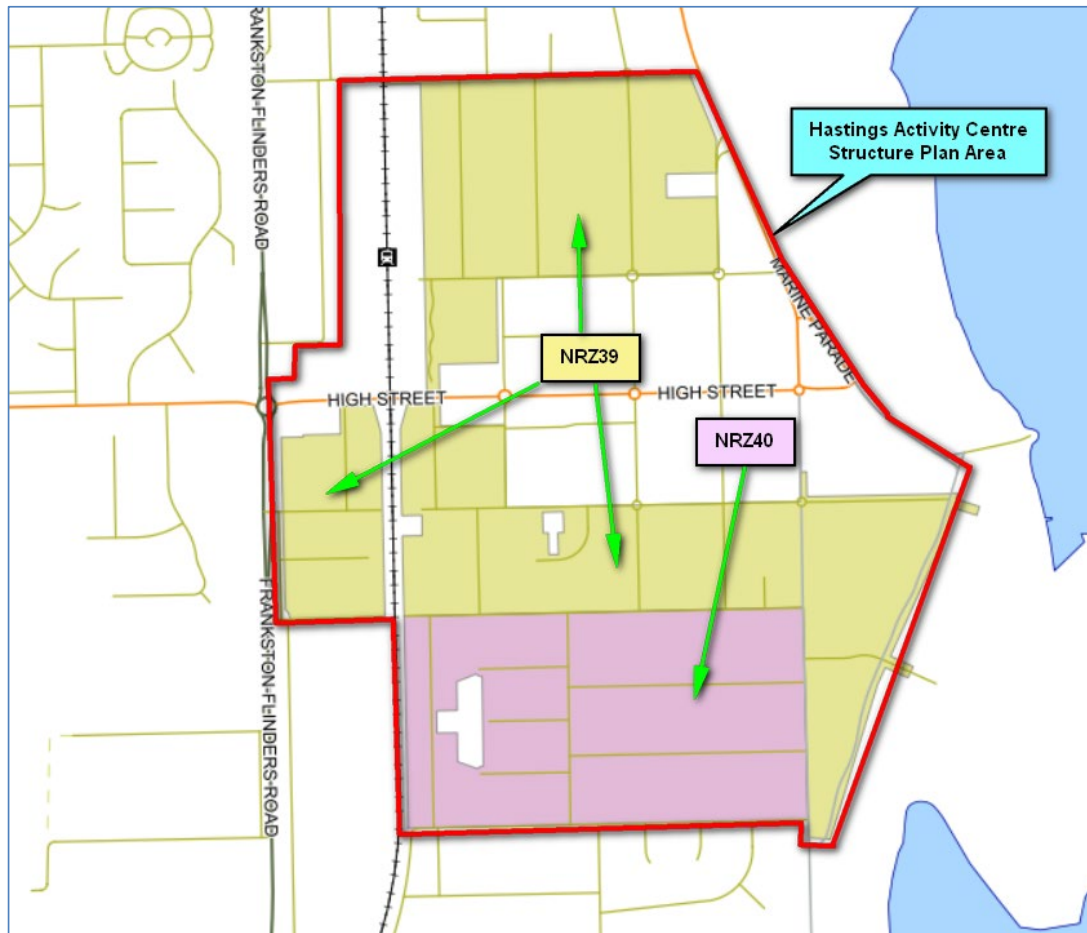 FRANKSTON-FLINDERS-ROAD
Hastings Activity Centre
Structure Plan Area
MARINE-PARADE
NRZ39
HIGH STREET
HIGH STREET
NRZ40
FRANKSTON-FLINDERS-ROAD